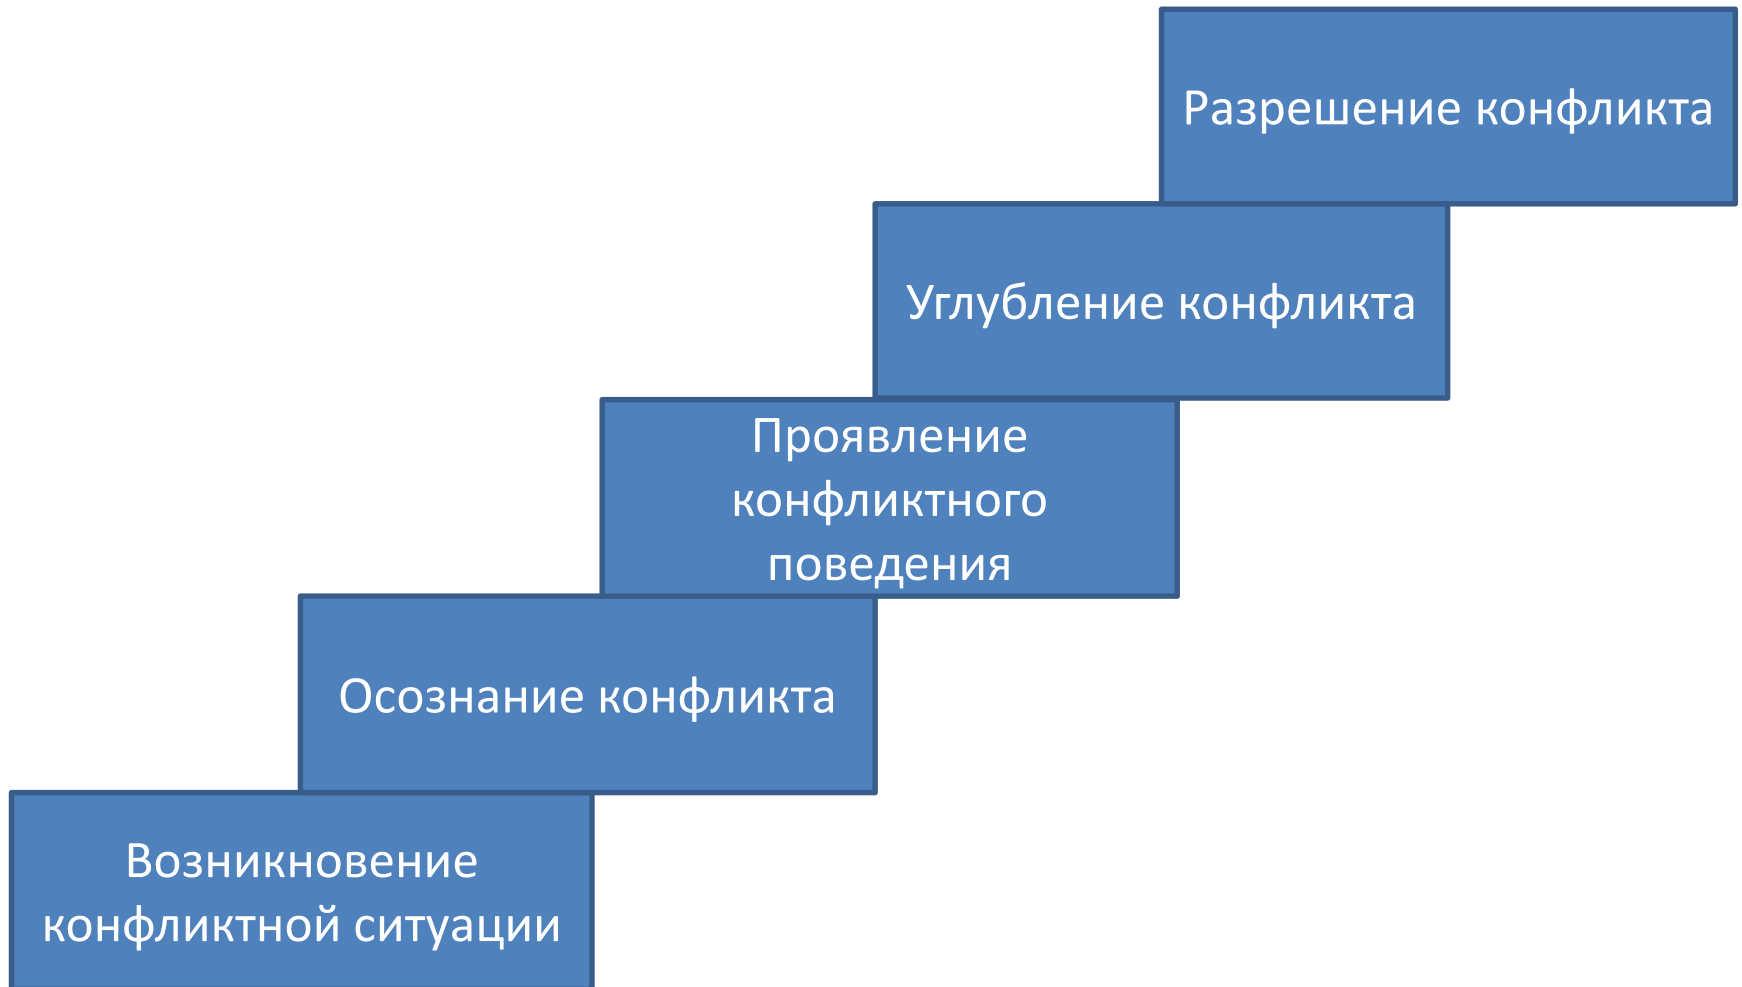 Разрешение конфликта
Углубление конфликта
Проявление
конфликтного
поведения
Осознание конфликта
Возникновение
конфликтной ситуации